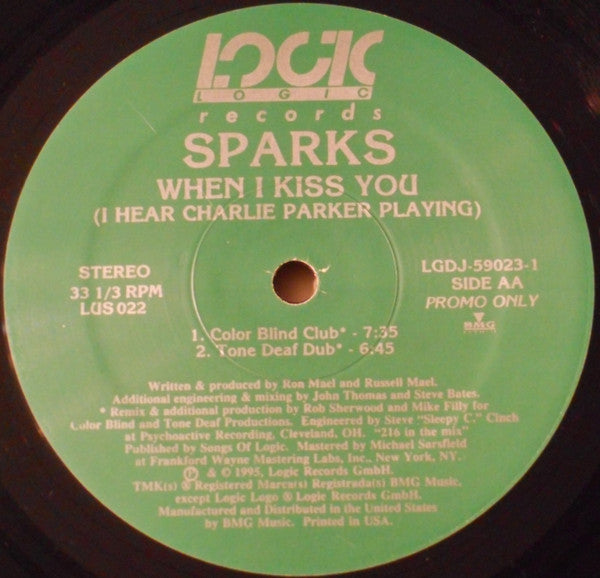 LOGIC
LOGIC
records
SPARKS
WHEN I KISS YOU
(I HEAR CHARLIE PARKER PLAYING)
STEREO
33 1/3 RPM
LUS 022
LGDJ-59023-1
SIDE AA
PROMO ONLY
BMG
1. Color Blind Club* - 7:35
2. Tone Deaf Dub* - 6:45
Written & produced by Ron Mael and Russell Mael.
Additional engineering & mixing by John Thomas and Steve Bates.
* Remix & additional production by Rob Sherwood and Mike Filly for
Color Blind and Tone Deaf Productions. Engineered by Steve "Sleepy C." Cinch
at Psychoactive Recording, Cleveland, OH. "216 in the mix"
Published by Songs Of Logic. Mastered by Michael Sarsfield
at Frankford Wayne Mastering Labs, Inc., New York, NY.
℗ & © 1995, Logic Records GmbH.
TMK(s) ® Registered Marca(s) Registrada(s) BMG Music,
except Logic Logo ® Logic Records GmbH.
Manufactured and Distributed in the United States
by BMG Music. Printed in USA.